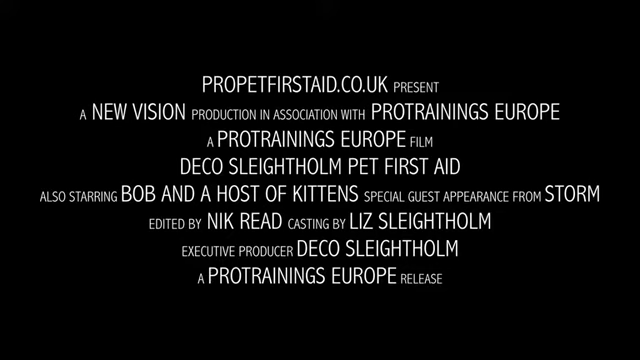 PROPETFIRSTAID.CO.UK PRESENT
A NEW VISION PRODUCTION IN ASSOCIATION WITH PROTRAININGS EUROPE
A PROTRAININGS EUROPE FILM
DECO SLEIGHTHOLM PET FIRST AID
ALSO STARRING BOB AND A HOST OF KITTENS SPECIAL GUEST APPEARANCE FROM STORM
EDITED BY NIK READ CASTING BY LIZ SLEIGHTHOLM
EXECUTIVE PRODUCER DECO SLEIGHTHOLM
A PROTRAININGS EUROPE RELEASE